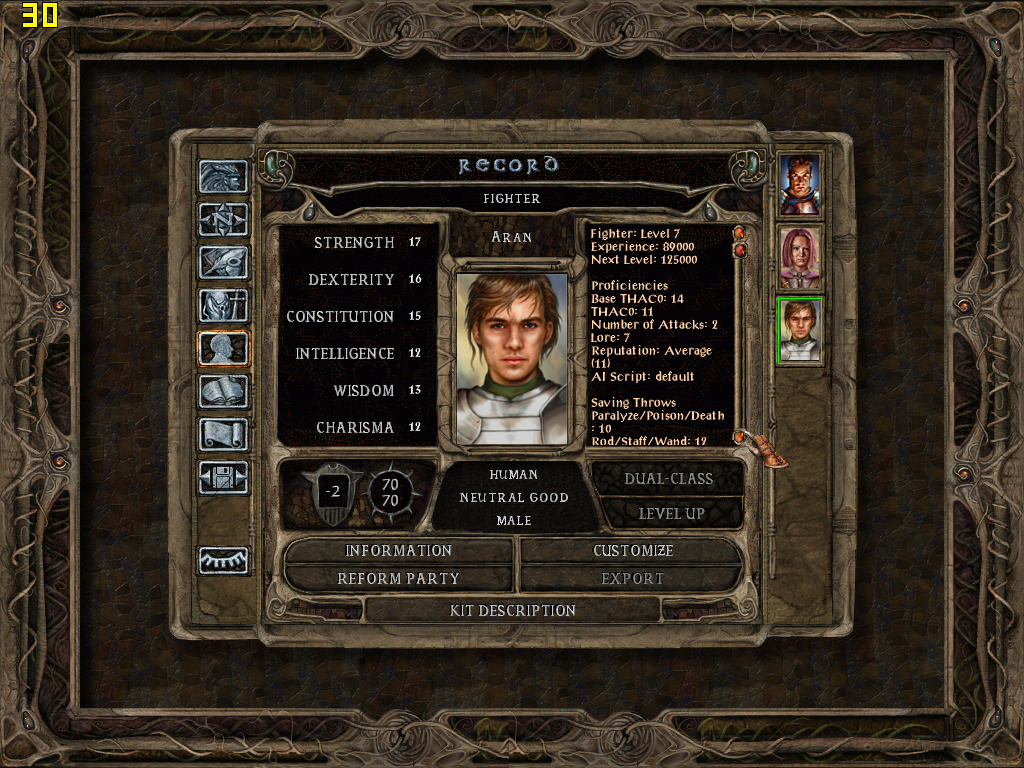 30
RECORD
FIGHTER
ARAN
STRENGTH 17
DEXTERITY 16
CONSTITUTION 15
INTELLIGENCE 12
WISDOM 13
CHARISMA 12
Fighter: Level 7
Experience: 89000
Next Level: 125000
Proficiencies
Base THAC0: 14
THAC0: 11
Number of Attacks: 2
Lore: 7
Reputation: Average
(11)
AI Script: default
Saving Throws
Paralyze/Poison/Death
: 10
Rod/Staff/Wand: 12
-2
70
70
HUMAN
NEUTRAL GOOD
MALE
DUAL-CLASS
LEVEL UP
INFORMATION
CUSTOMIZE
REFORM PARTY
EXPORT
KIT DESCRIPTION